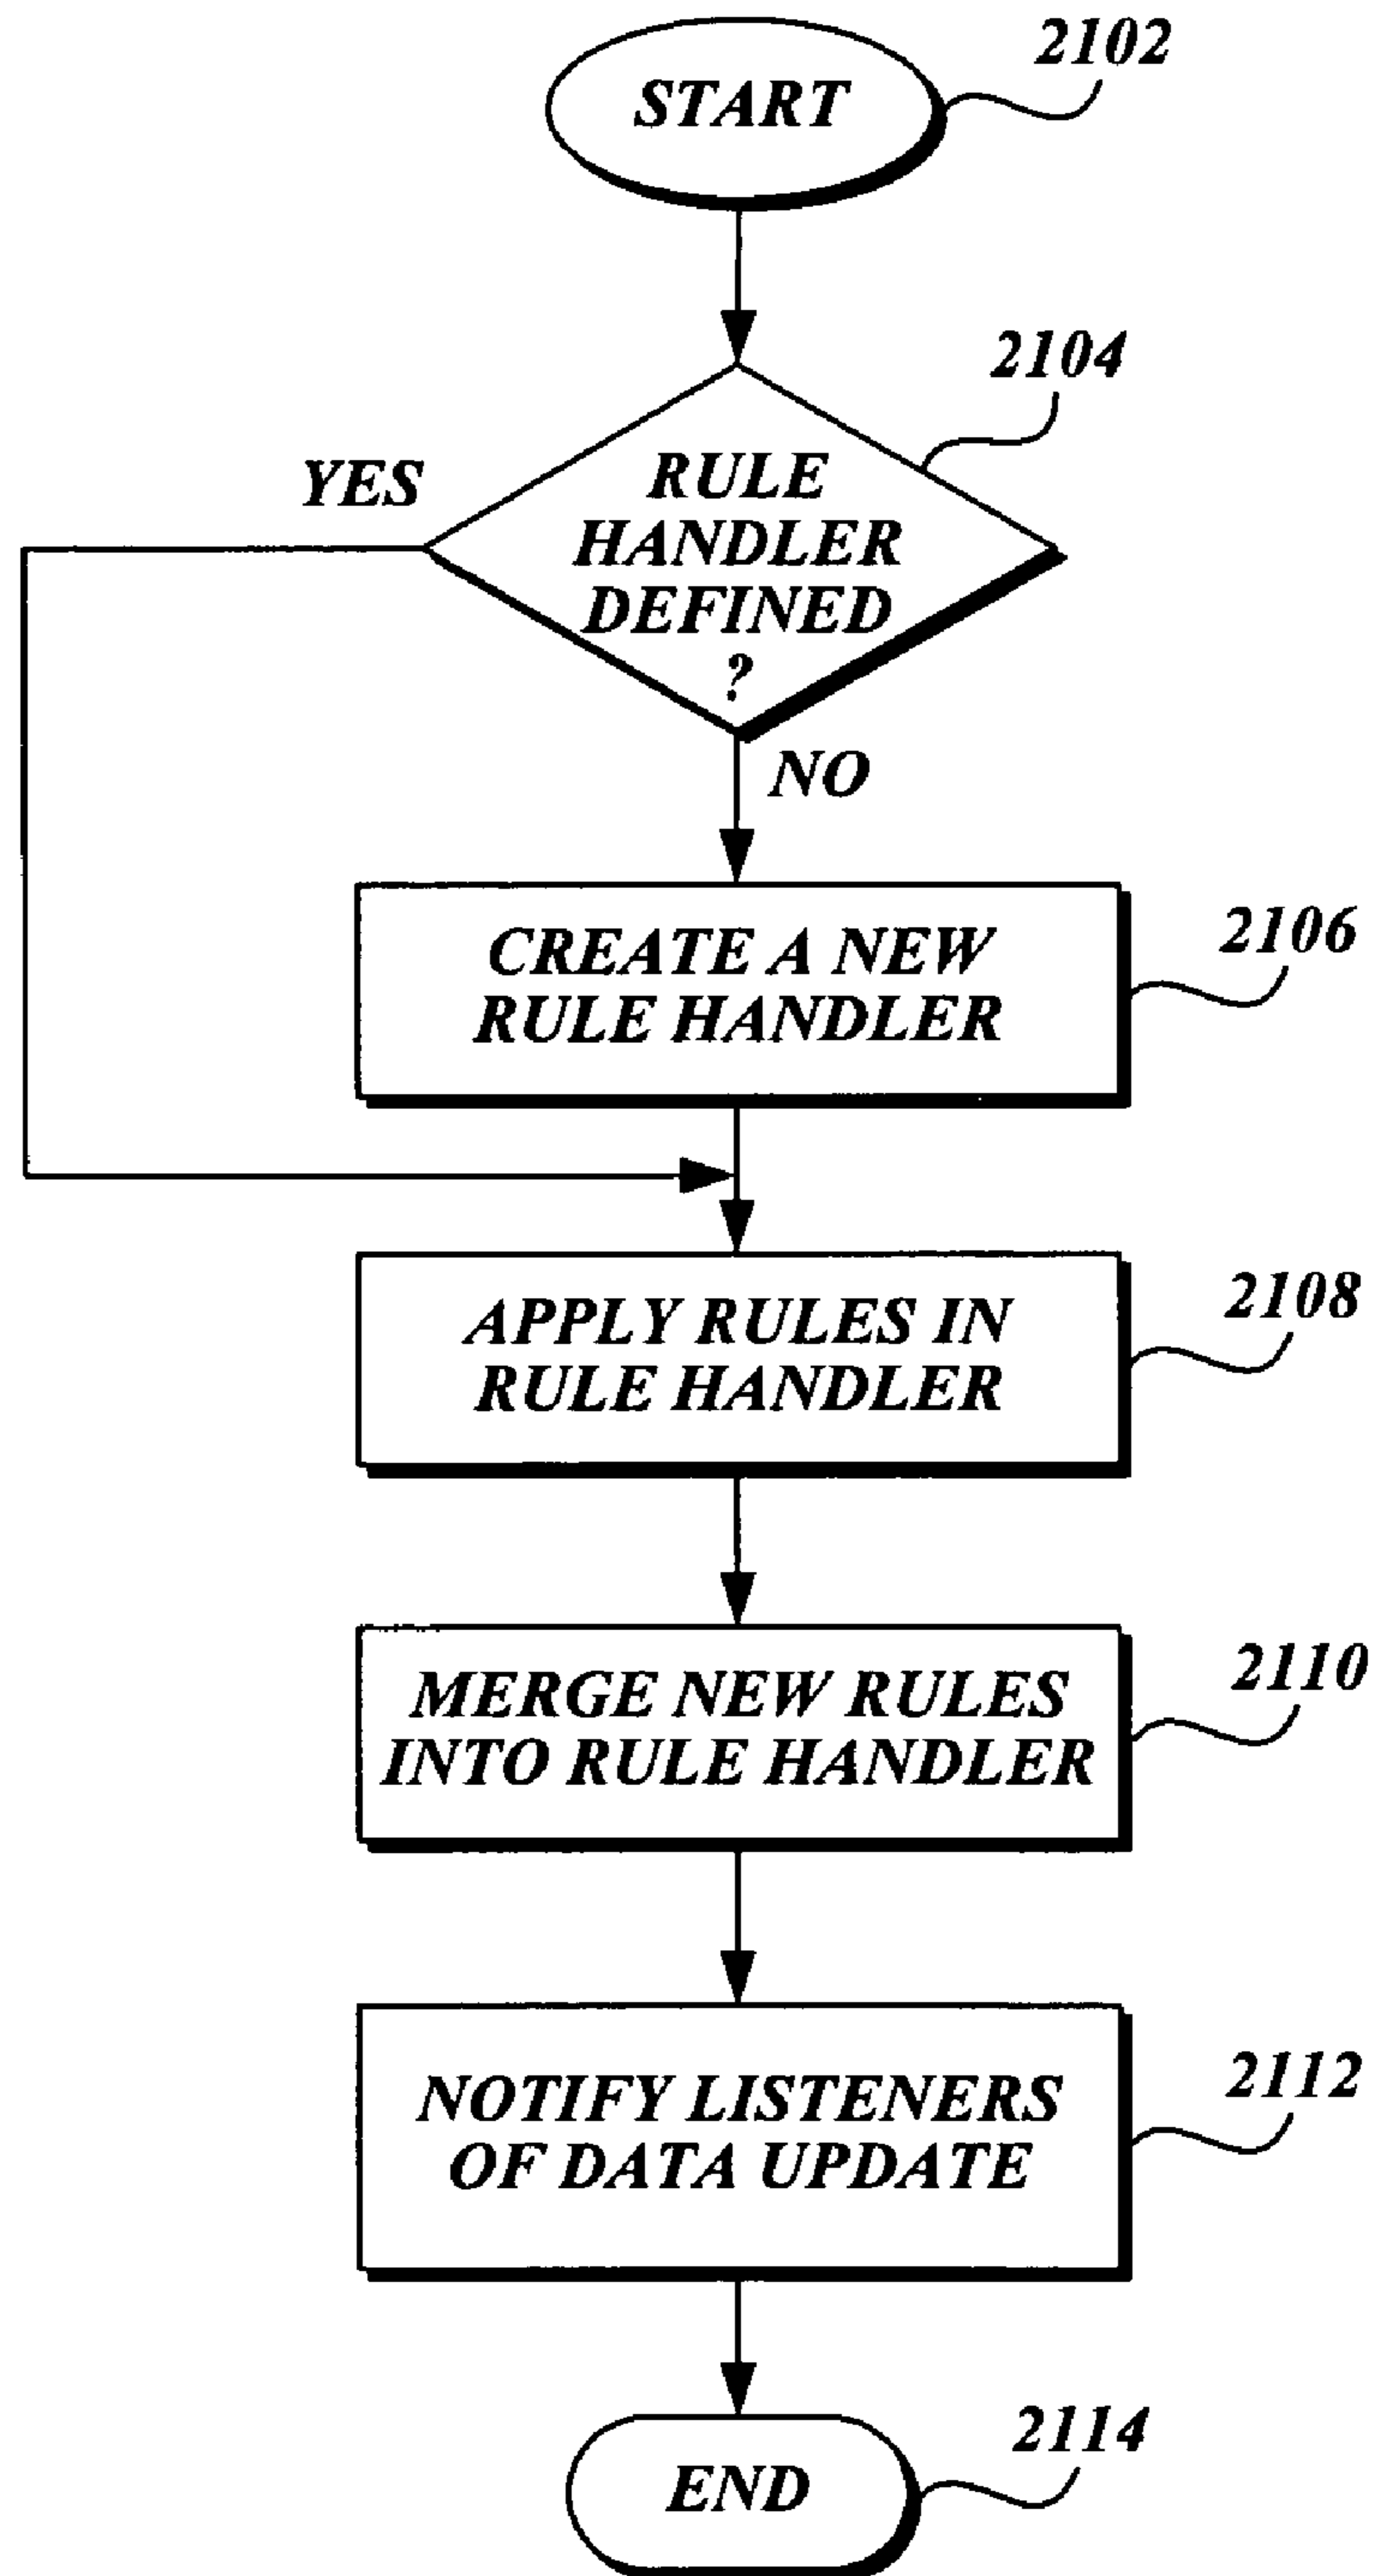 START
2102
2104
YES
RULE
HANDLER
DEFINED
?
NO
CREATE A NEW
RULE HANDLER
2106
APPLY RULES IN
RULE HANDLER
2108
MERGE NEW RULES
INTO RULE HANDLER
2110
NOTIFY LISTENERS
OF DATA UPDATE
2112
END
2114